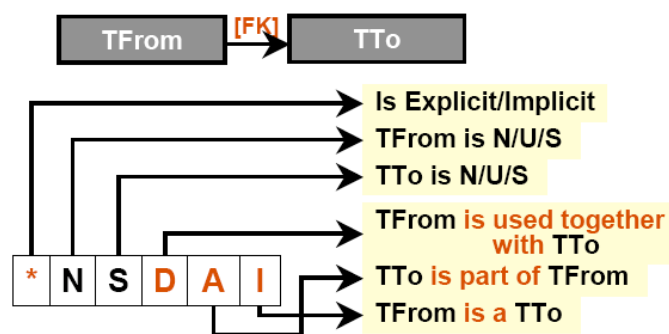 TFrom [FK] TTo
Is Explicit/Implicit
TFrom is N/U/S
TTo is N/U/S
TFrom is used together
with TTo
* N S D A I
TTo is part of TFrom
TFrom is a TTo